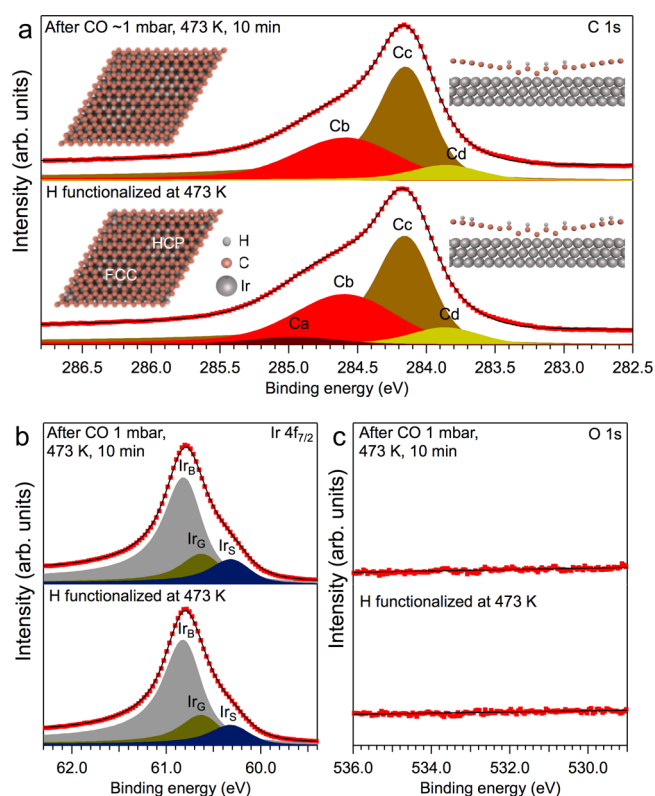 a
After CO ~1 mbar, 473 K, 10 min
C 1s
Cc
Cb
Cd
H functionalized at 473 K
Cc
HCP
FCC
H
C
Ir
Cb
Ca
Cd
Intensity (arb. units)
286.5 286.0 285.5 285.0 284.5 284.0 283.5 283.0 282.5
Binding energy (eV)
b
After CO 1 mbar,
473 K, 10 min
Ir 4f7/2
IrB
IrG
IrS
H functionalized at 473 K
IrB
IrG
IrS
Intensity (arb. units)
62.0 61.0 60.0
Binding energy (eV)
c
After CO 1 mbar,
473 K, 10 min
O 1s
H functionalized at 473 K
Intensity (arb. units)
536.0 534.0 532.0 530.0
Binding energy (eV)